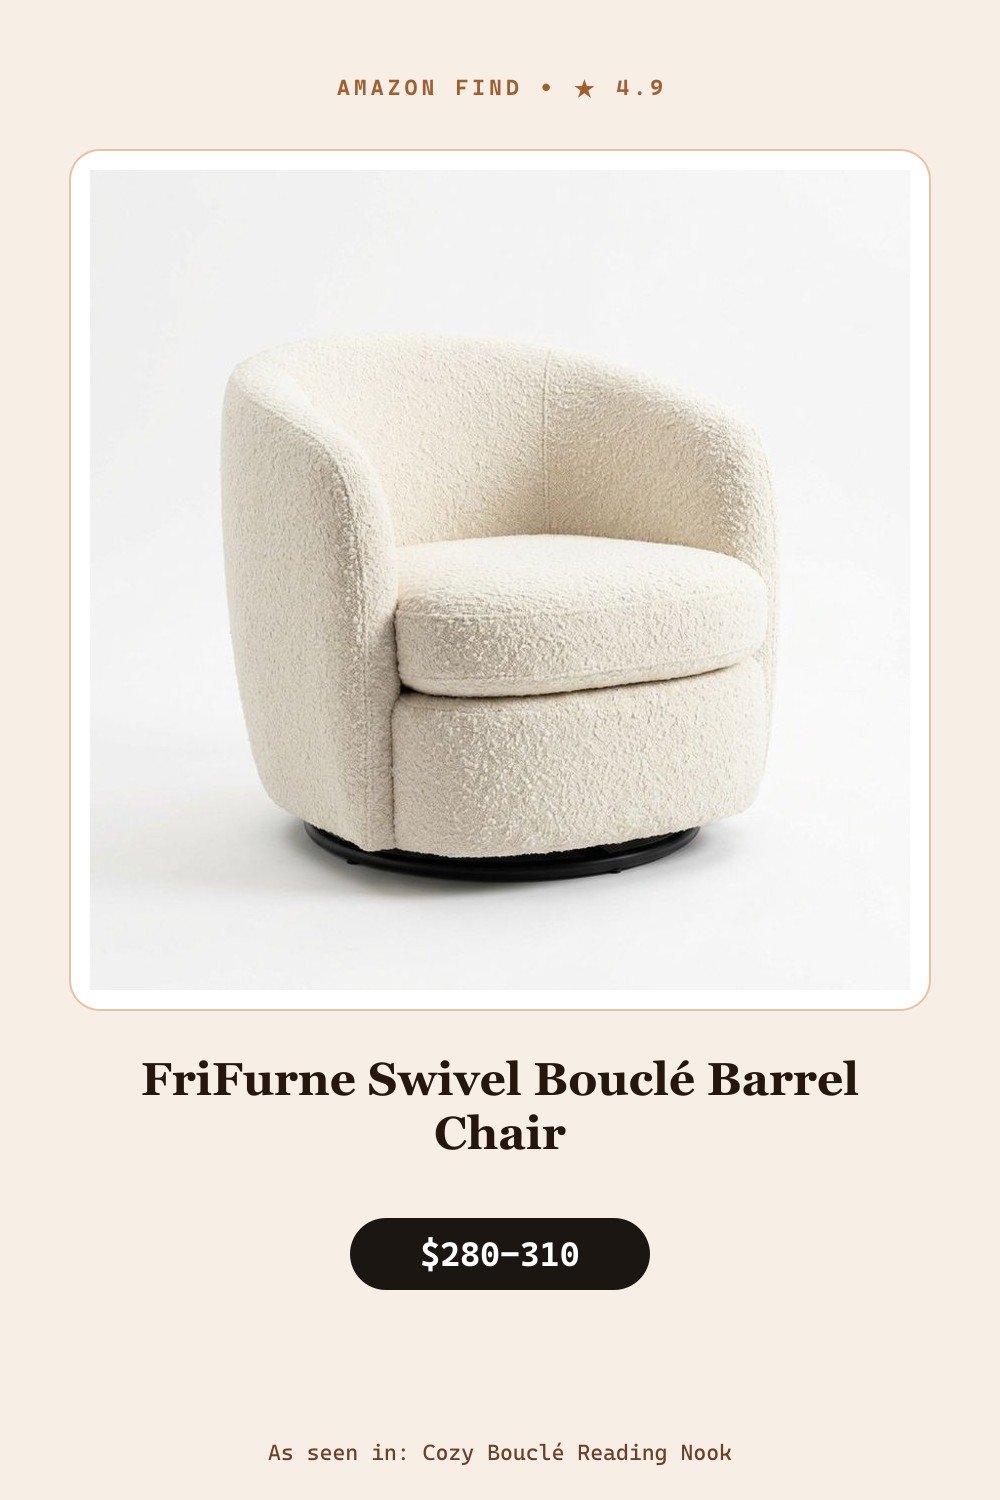 AMAZON FIND • ★ 4.9
FriFurne Swivel Bouclé Barrel
Chair
$280–310
As seen in: Cozy Bouclé Reading Nook